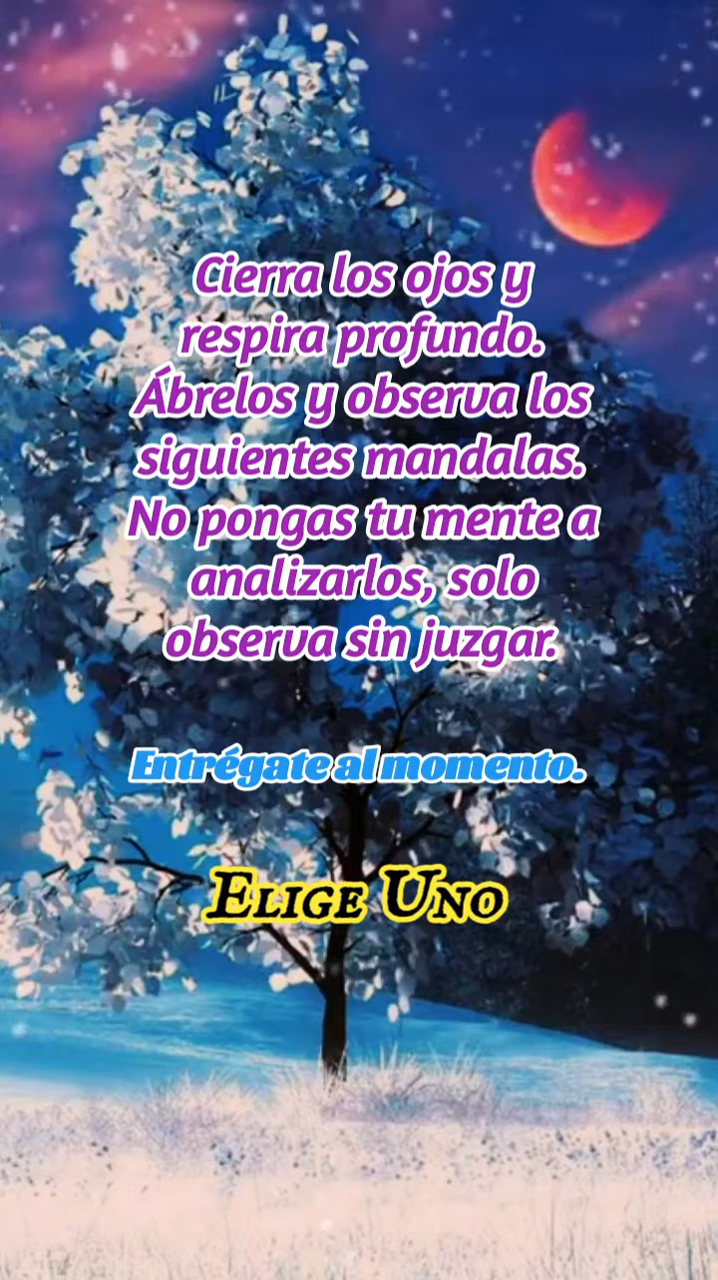 Cierra los ojos y
respira profundo.
Ábrelos y observa los
siguientes mandalas.
No pongas tu mente a
analizarlos, solo
observa sin juzgar.
Entrégate al momento.
Elige Uno